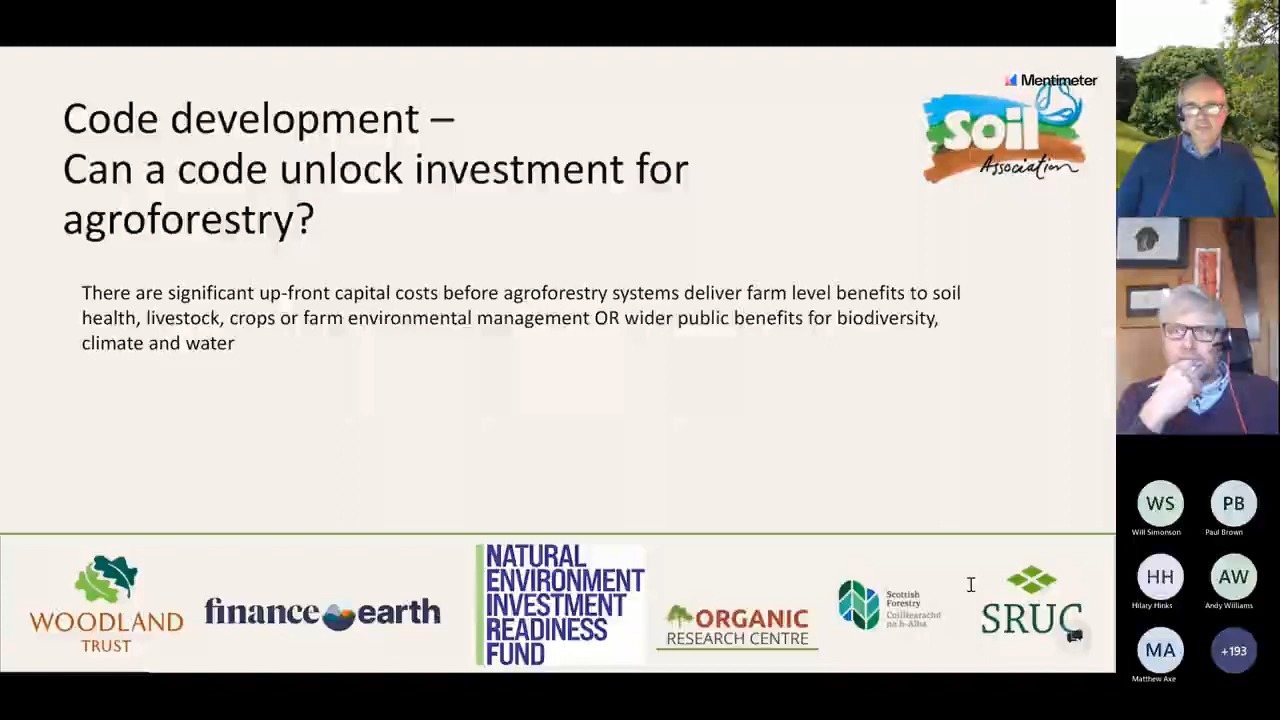 Mentimeter
Code development –
Can a code unlock investment for
agroforestry?
soil
Association
There are significant up-front capital costs before agroforestry systems deliver farm level benefits to soil
health, livestock, crops or farm environmental management OR wider public benefits for biodiversity,
climate and water
WOODLAND
TRUST
finance earth
NATURAL
ENVIRONMENT
INVESTMENT
READINESS
FUND
ORGANIC
RESEARCH CENTRE
Scottish
Forestry
Coilltearachd
na h-Alba
SRUC
WS
Will Simonson
PB
Paul Brown
HH
Hilary Hinks
AW
Andy Williams
MA
Matthew Axe
+193